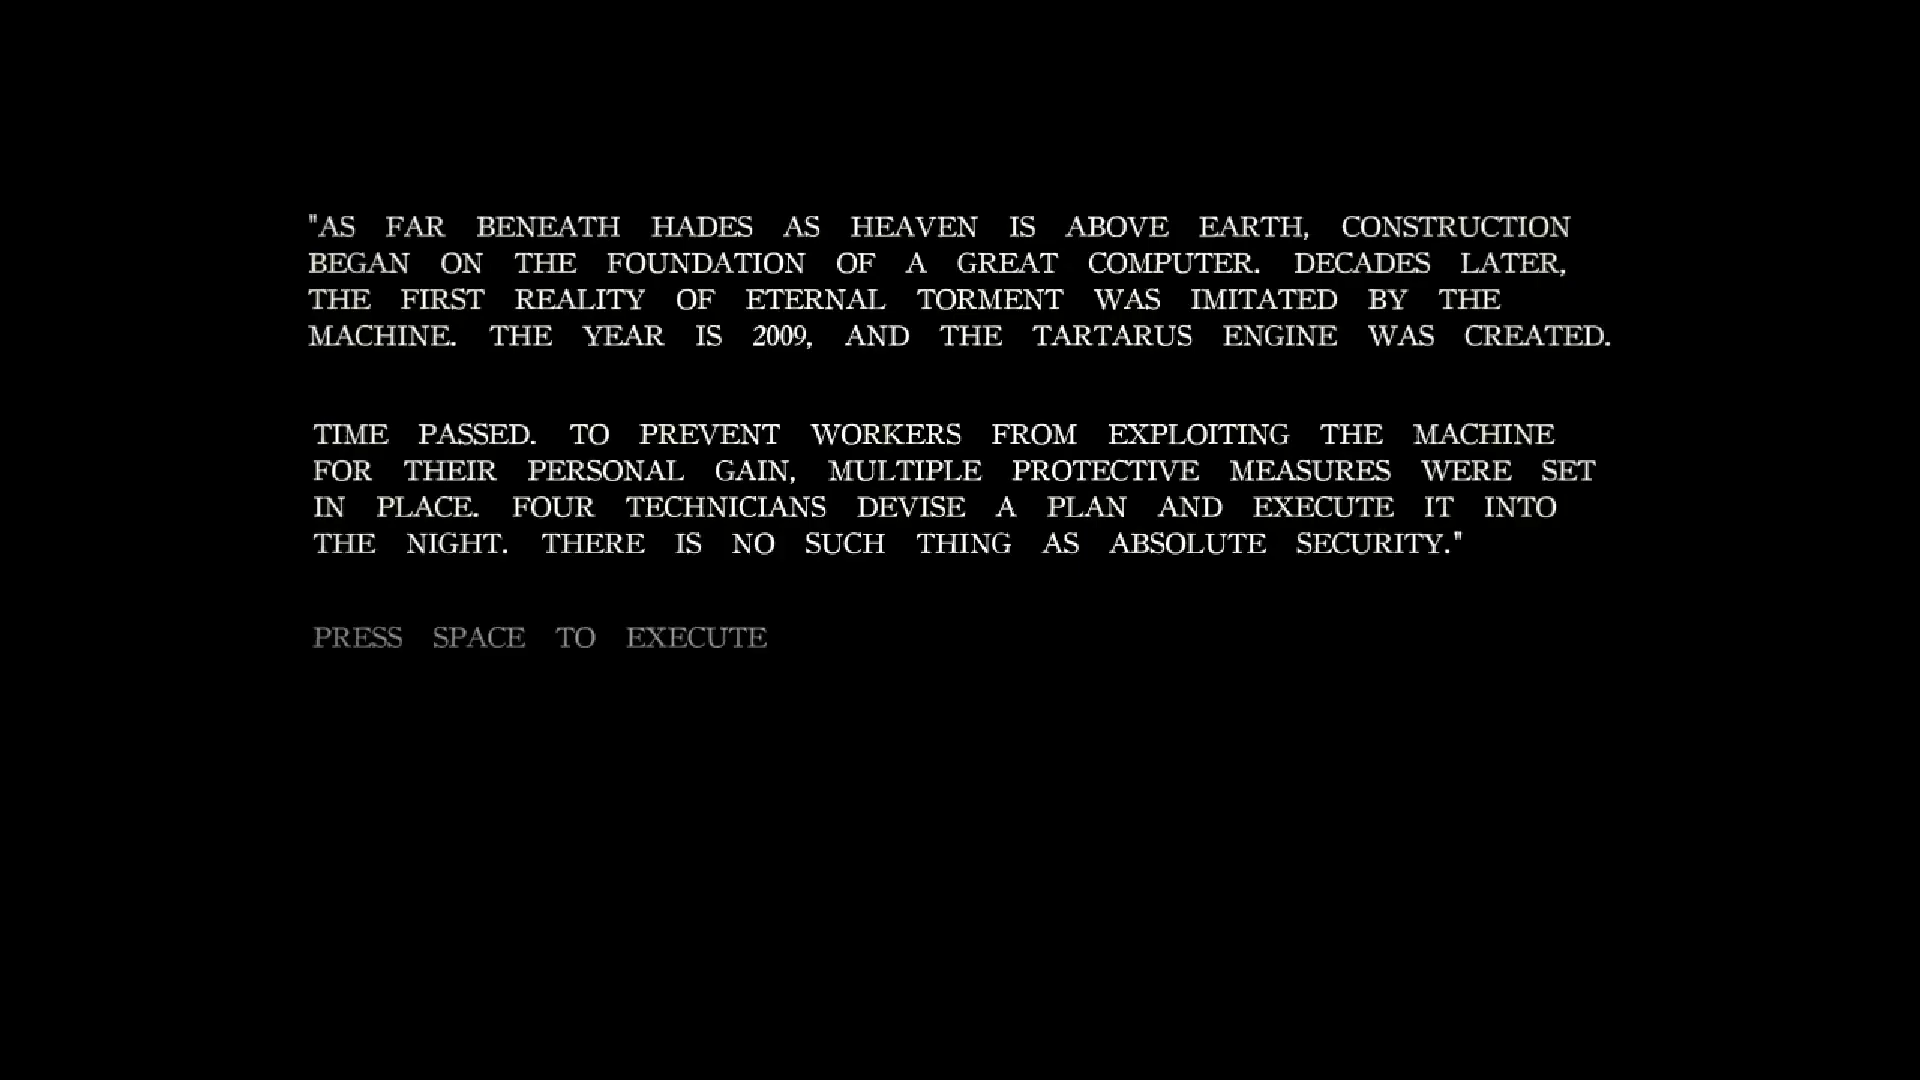 "AS FAR BENEATH HADES AS HEAVEN IS ABOVE EARTH, CONSTRUCTION
BEGAN ON THE FOUNDATION OF A GREAT COMPUTER. DECADES LATER,
THE FIRST REALITY OF ETERNAL TORMENT WAS IMITATED BY THE
MACHINE. THE YEAR IS 2009, AND THE TARTARUS ENGINE WAS CREATED.
TIME PASSED. TO PREVENT WORKERS FROM EXPLOITING THE MACHINE
FOR THEIR PERSONAL GAIN, MULTIPLE PROTECTIVE MEASURES WERE SET
IN PLACE. FOUR TECHNICIANS DEVISE A PLAN AND EXECUTE IT INTO
THE NIGHT. THERE IS NO SUCH THING AS ABSOLUTE SECURITY."
PRESS SPACE TO EXECUTE